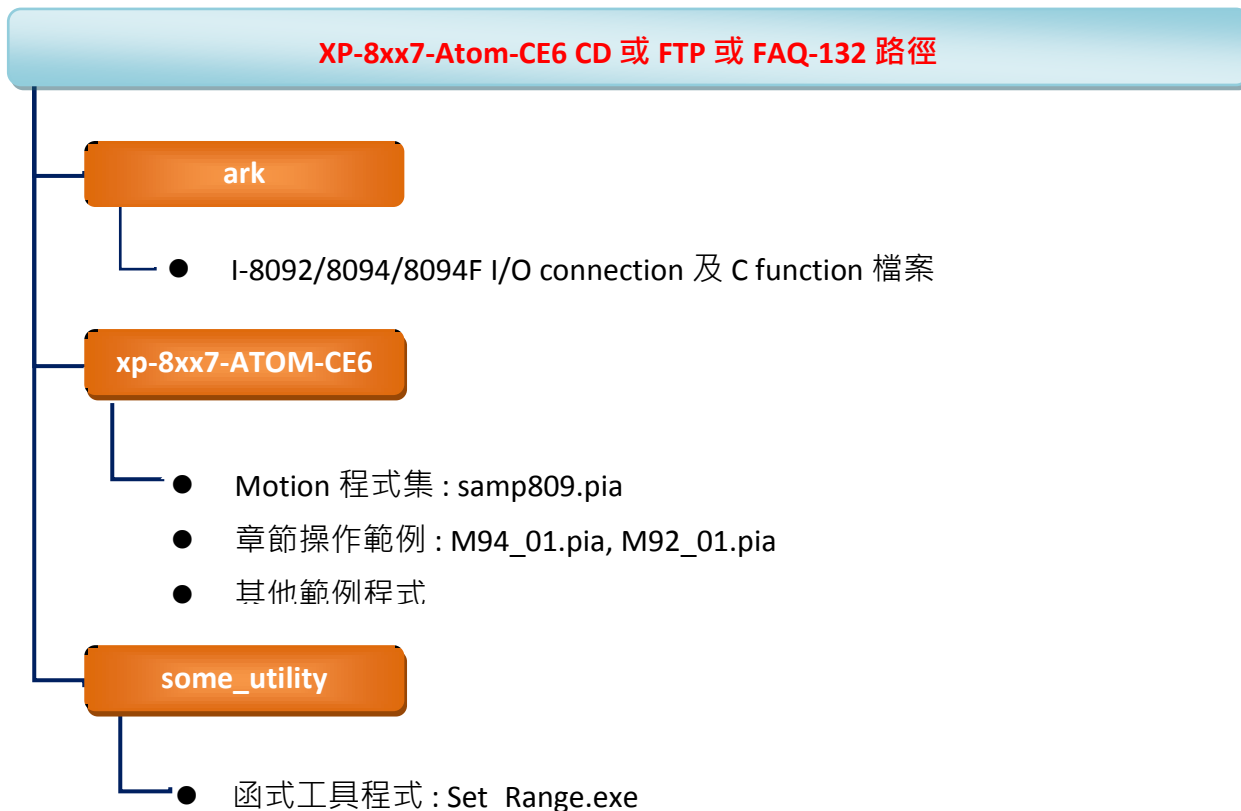 XP-8xx7-Atom-CE6 CD 或 FTP 或 FAQ-132 路徑
ark
I-8092/8094/8094F I/O connection 及 C function 檔案
xp-8xx7-ATOM-CE6
Motion 程式集 : samp809.pia
章節操作範例 : M94_01.pia, M92_01.pia
其他範例程式
some_utility
函式工具程式 : Set_Range.exe